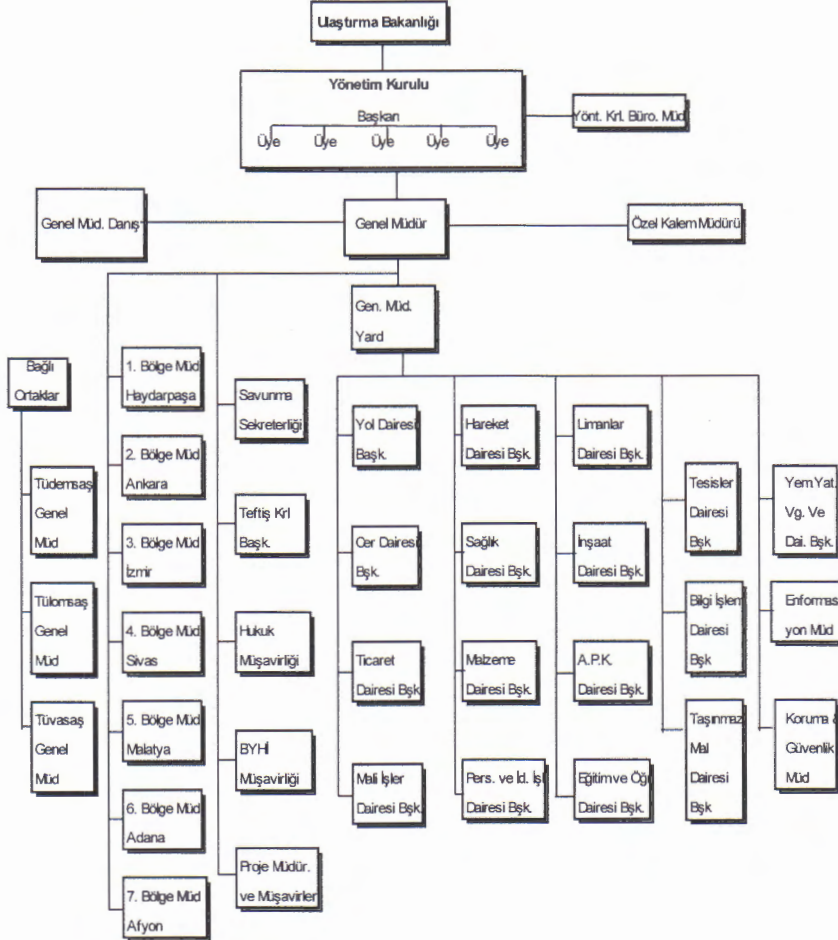 Ulaştırma Bakanlığı
Yönetim Kurulu
Başkan
Üye Üye Üye Üye Üye
Yönt. Krl. Büro. Müd
Genel Müd. Danış
Genel Müdür
Özel Kalem Müdürü
Gen. Müd.
Yard
Bağlı
Ortaklar
Tüdemsaş
Genel
Müd
Tülomsaş
Genel
Müd
Tüvasaş
Genel
Müd
1. Bölge Müd
Haydarpaşa
2. Bölge Müd
Ankara
3. Bölge Müd
İzmir
4. Bölge Müd
Sivas
5. Bölge Müd
Malatya
6. Bölge Müd
Adana
7. Bölge Müd
Afyon
Savunma
Sekreterliği
Teftiş Krl
Başk.
Hukuk
Müşavirliği
BYHİ
Müşavirliği
Proje Müdür.
ve Müşavirler
Yol Dairesi
Başk.
Cer Dairesi
Bşk.
Ticaret
Dairesi Bşk.
Mali İşler
Dairesi Bşk.
Hareket
Dairesi Bşk.
Sağlık
Dairesi Bşk.
Malzeme
Dairesi Bşk.
Pers. ve İd. İşl
Dairesi Bşk.
Limanlar
Dairesi Bşk.
İnşaat
Dairesi Bşk.
A.P.K.
Dairesi Bşk.
Eğitim ve Öğr
Dairesi Bşk.
Tesisler
Dairesi
Bşk
Bilgi İşlem
Dairesi
Bşk
Taşınmaz
Mal
Dairesi
Bşk
Yem Yat.
Vg. Ve
Dai. Bşk.
Enformas
yon Müd
Koruma &
Güvenlik
Müd